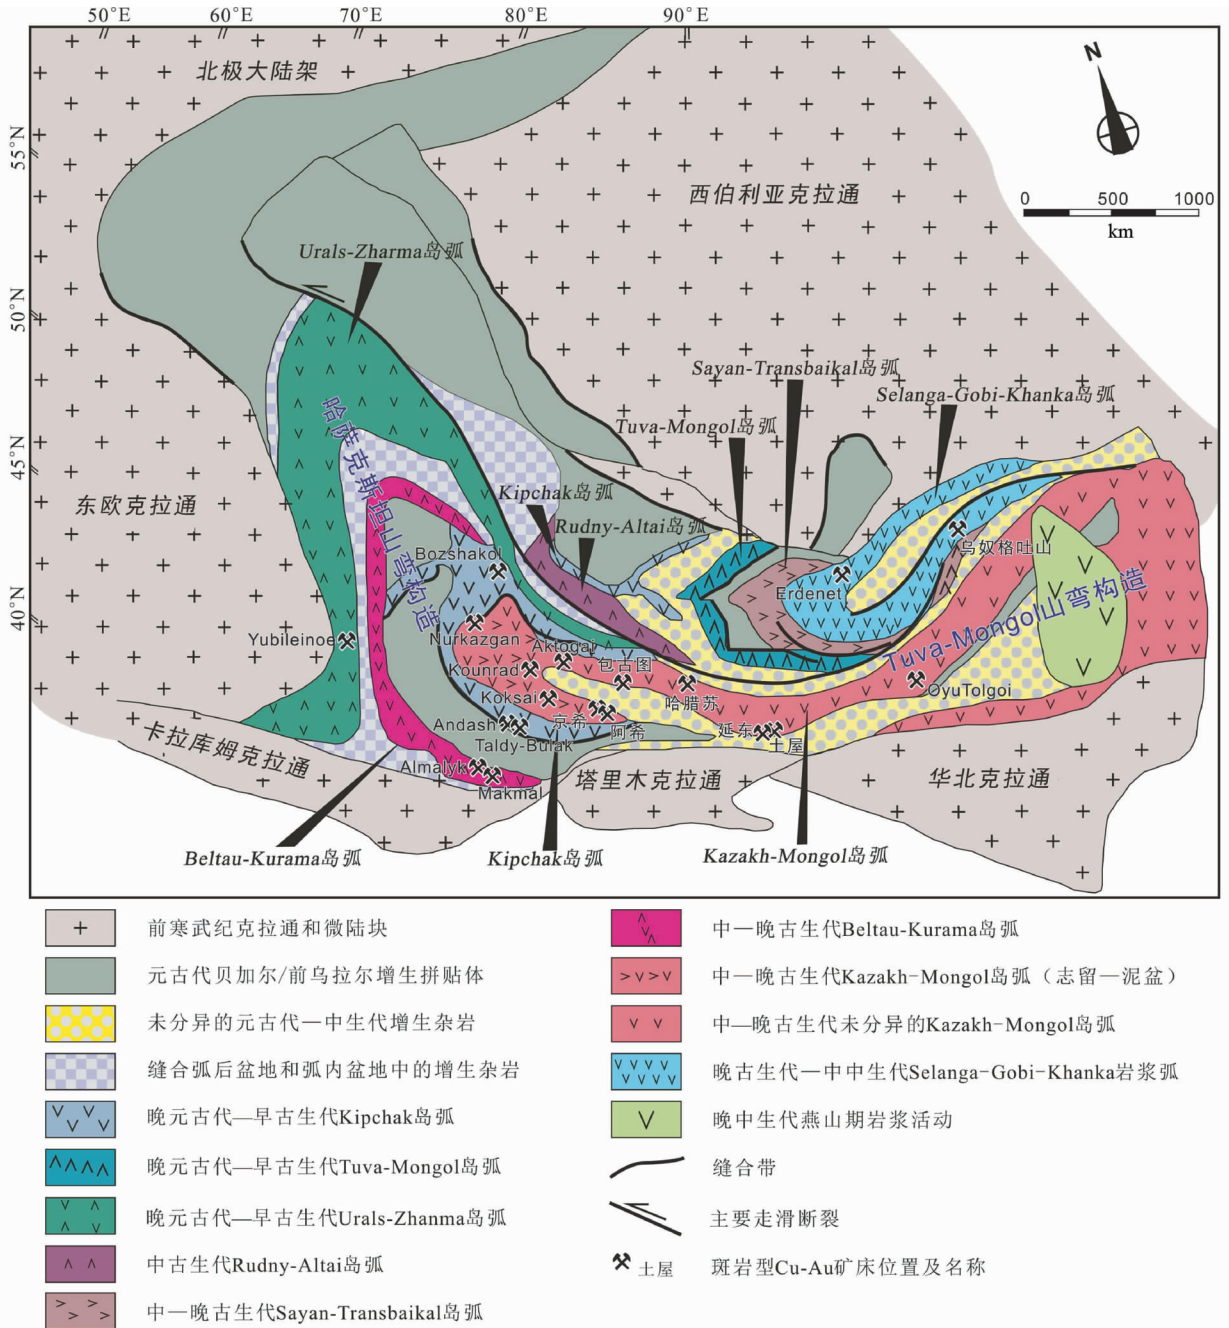 50°E 60°E 70°E 80°E 90°E
55°N
50°N
45°N
40°N
N
0 500 1000
km
北极大陆架
西伯利亚克拉通
Urals-Zharma岛弧
Sayan-Transbaikal岛弧
Selanga-Gobi-Khanka岛弧
Tuva-Mongol岛弧
哈萨克斯坦山弯构造
东欧克拉通
Kipchak岛弧
Rudny-Altai岛弧
Bozshakol
乌奴格吐山
Erdenet
Tuva-Mongol山弯构造
Yubileinoe
Nurkazgan
Aktogai
Kounrad
包古图
Koksai
哈腊苏
OyuTolgoi
Andash
京希
阿希
延东
土屋
Taldy-Bulak
卡拉库姆克拉通
Almalyk
Makmal
塔里木克拉通
华北克拉通
Beltau-Kurama岛弧
Kipchak岛弧
Kazakh-Mongol岛弧
前寒武纪克拉通和微陆块
元古代贝加尔/前乌拉尔增生拼贴体
未分异的元古代—中生代增生杂岩
缝合弧后盆地和弧内盆地中的增生杂岩
晚元古代—早古生代Kipchak岛弧
晚元古代—早古生代Tuva-Mongol岛弧
晚元古代—早古生代Urals-Zhanma岛弧
中古生代Rudny-Altai岛弧
中—晚古生代Sayan-Transbaikal岛弧
中—晚古生代Beltau-Kurama岛弧
中—晚古生代Kazakh-Mongol岛弧（志留—泥盆）
中—晚古生代未分异的Kazakh-Mongol岛弧
晚古生代—中中生代Selanga-Gobi-Khanka岩浆弧
晚中生代燕山期岩浆活动
缝合带
主要走滑断裂
土屋 斑岩型Cu-Au矿床位置及名称